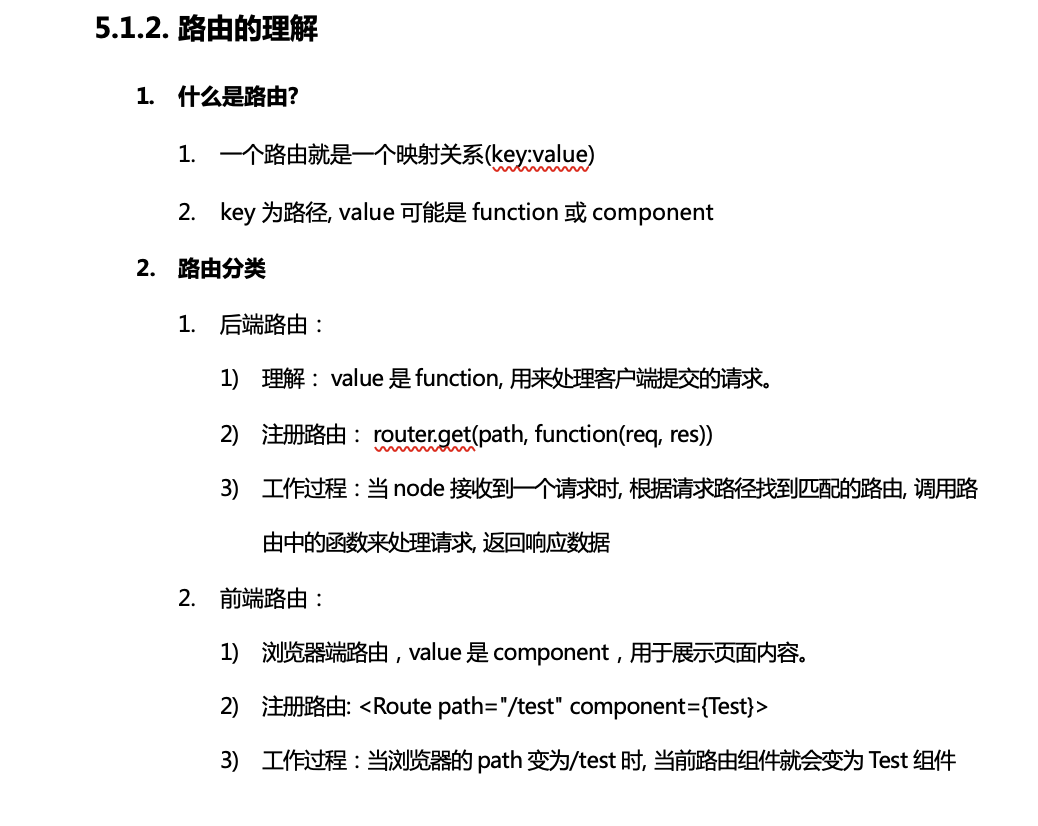 5.1.2. 路由的理解
1. 什么是路由?
1. 一个路由就是一个映射关系(key:value)
2. key 为路径, value 可能是 function 或 component
2. 路由分类
1. 后端路由：
1) 理解： value 是 function, 用来处理客户端提交的请求。
2) 注册路由： router.get(path, function(req, res))
3) 工作过程：当 node 接收到一个请求时, 根据请求路径找到匹配的路由, 调用路
由中的函数来处理请求, 返回响应数据
2. 前端路由：
1) 浏览器端路由，value 是 component，用于展示页面内容。
2) 注册路由: <Route path="/test" component={Test}>
3) 工作过程：当浏览器的 path 变为/test 时, 当前路由组件就会变为 Test 组件